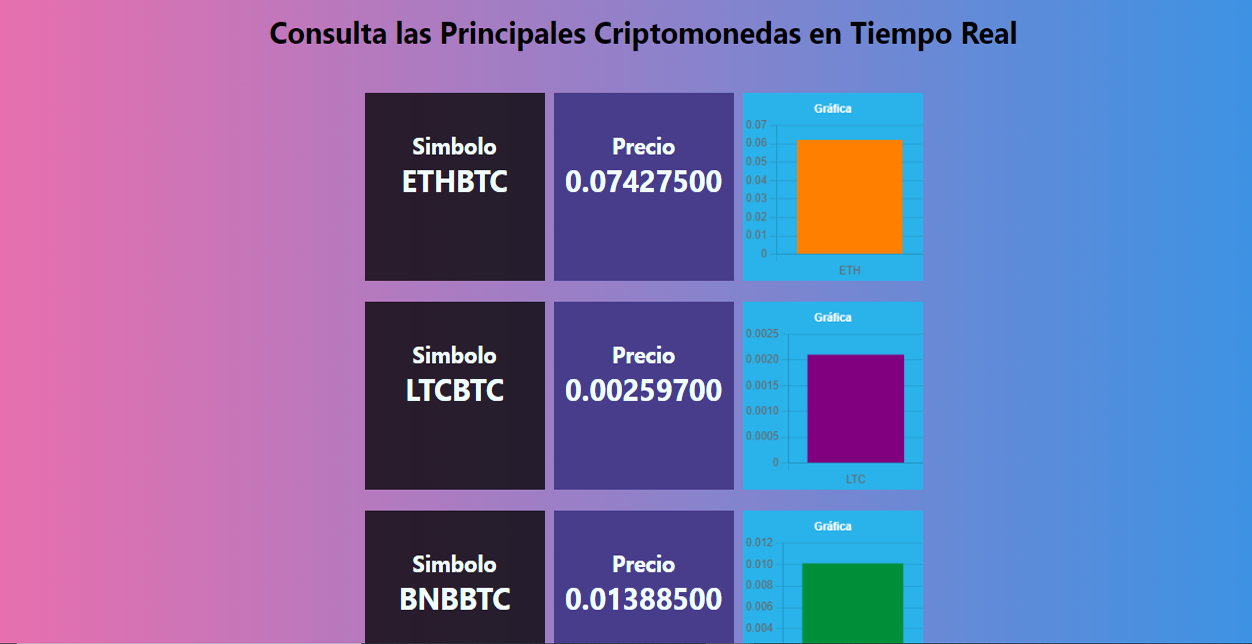 Consulta las Principales Criptomonedas en Tiempo Real
Simbolo
ETHBTC
Precio
0.07427500
Gráfica
0.07
0.06
0.05
0.04
0.03
0.02
0.01
0
ETH
Simbolo
LTCBTC
Precio
0.00259700
Gráfica
0.0025
0.0020
0.0015
0.0010
0.0005
0
LTC
Simbolo
BNBBTC
Precio
0.01388500
Gráfica
0.012
0.010
0.008
0.006
0.004